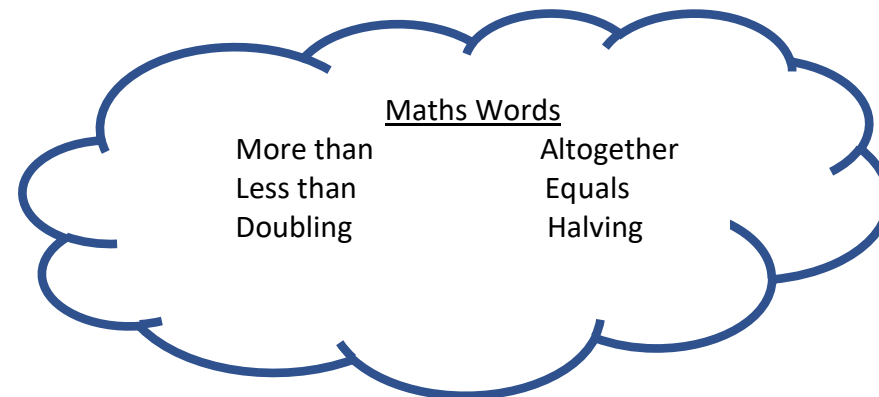 Maths Words
More than Altogether
Less than Equals
Doubling Halving